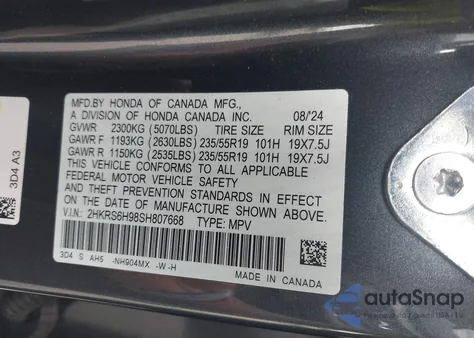 MFD.BY HONDA OF CANADA MFG.,
A DIVISION OF HONDA CANADA INC. 08/'24
GVWR 2300KG (5070LBS) TIRE SIZE RIM SIZE
GAWR F 1193KG (2630LBS) 235/55R19 101H 19X7.5J
GAWR R 1150KG (2535LBS) 235/55R19 101H 19X7.5J
THIS VEHICLE CONFORMS TO ALL APPLICABLE
FEDERAL MOTOR VEHICLE SAFETY
AND THEFT PREVENTION STANDARDS IN EFFECT
ON THE DATE OF MANUFACTURE SHOWN ABOVE.
V.I.N: 2HKRS6H98SH807668 TYPE: MPV
3D4 S AH5 -NH904MX -W -H
MADE IN CANADA
3D4 A3
autoSnap